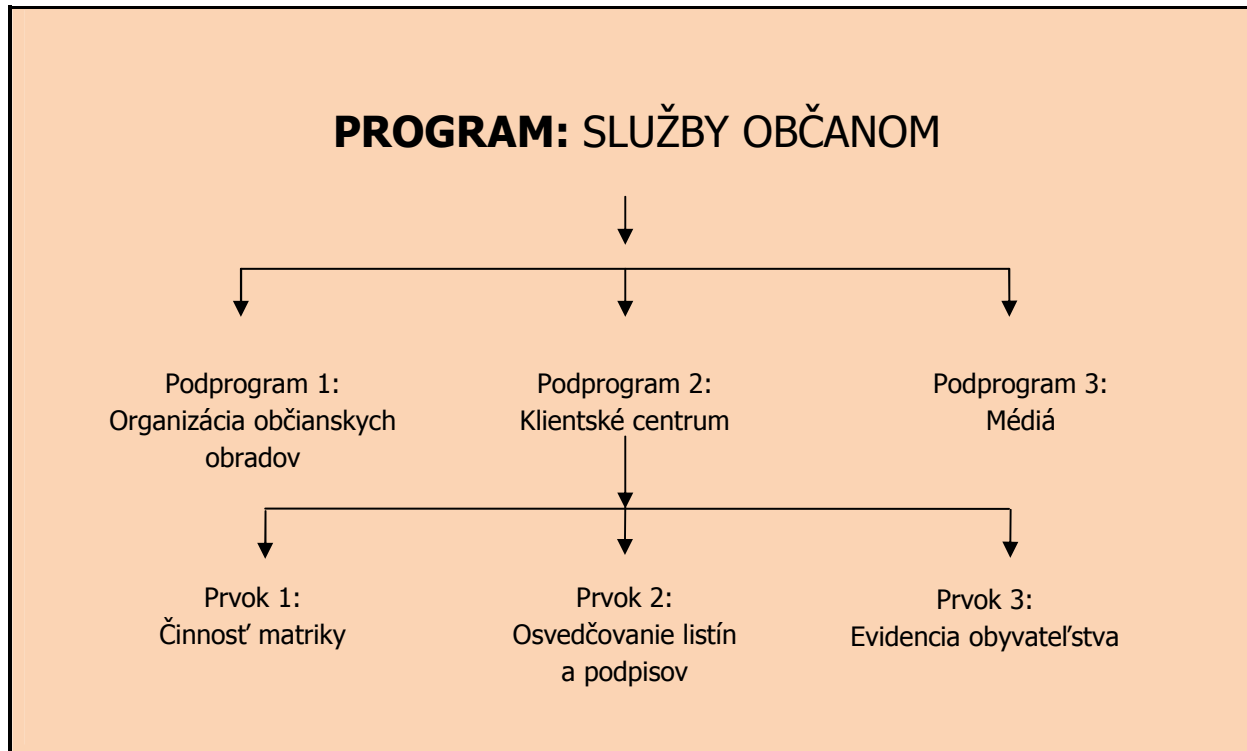 PROGRAM: SLUŽBY OBČANOM
Podprogram 1:
Organizácia občianskych
obradov
Podprogram 2:
Klientské centrum
Podprogram 3:
Médiá
Prvok 1:
Činnosť matriky
Prvok 2:
Osvedčovanie listín
a podpisov
Prvok 3:
Evidencia obyvateľstva